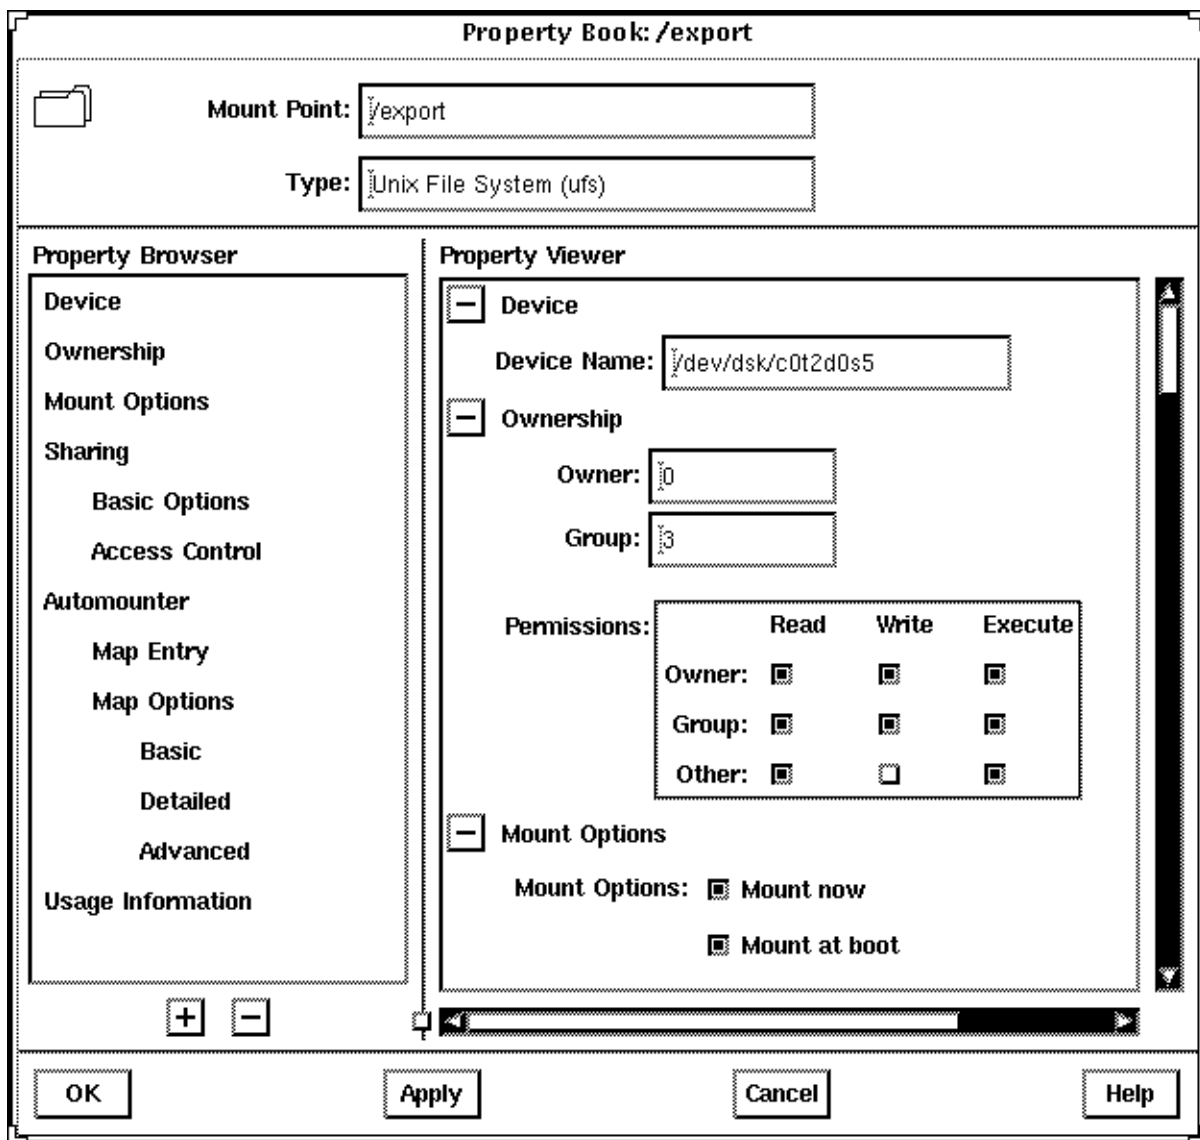 Property Book: /export
Mount Point: /export
Type: Unix File System (ufs)
Property Browser
Device
Ownership
Mount Options
Sharing
Basic Options
Access Control
Automounter
Map Entry
Map Options
Basic
Detailed
Advanced
Usage Information
+ −
Property Viewer
− Device
Device Name: /dev/dsk/c0t2d0s5
− Ownership
Owner: 0
Group: 3
Permissions: Read Write Execute
Owner:
Group:
Other:
− Mount Options
Mount Options: Mount now
Mount at boot
OK Apply Cancel Help